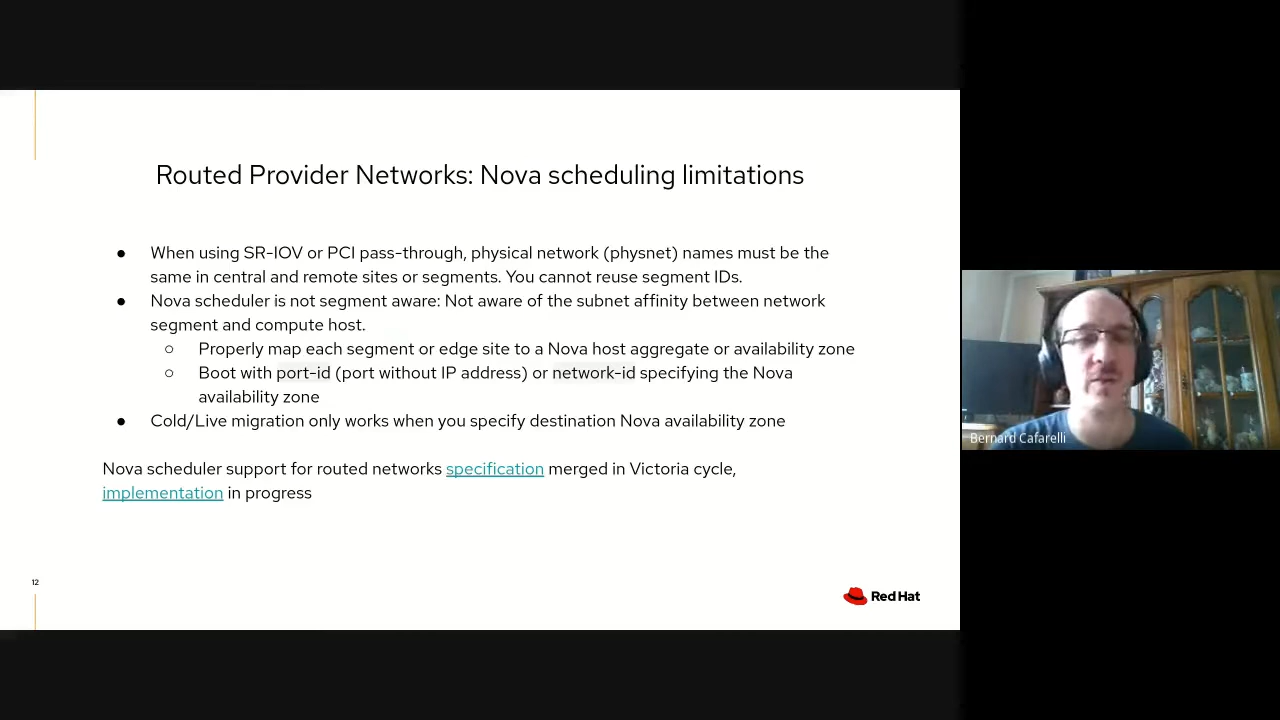 Routed Provider Networks: Nova scheduling limitations
● When using SR-IOV or PCI pass-through, physical network (physnet) names must be the
same in central and remote sites or segments. You cannot reuse segment IDs.
● Nova scheduler is not segment aware: Not aware of the subnet affinity between network
segment and compute host.
○ Properly map each segment or edge site to a Nova host aggregate or availability zone
○ Boot with port-id (port without IP address) or network-id specifying the Nova
availability zone
● Cold/Live migration only works when you specify destination Nova availability zone
Nova scheduler support for routed networks specification merged in Victoria cycle,
implementation in progress
12
Red Hat
Bernard Cafarelli